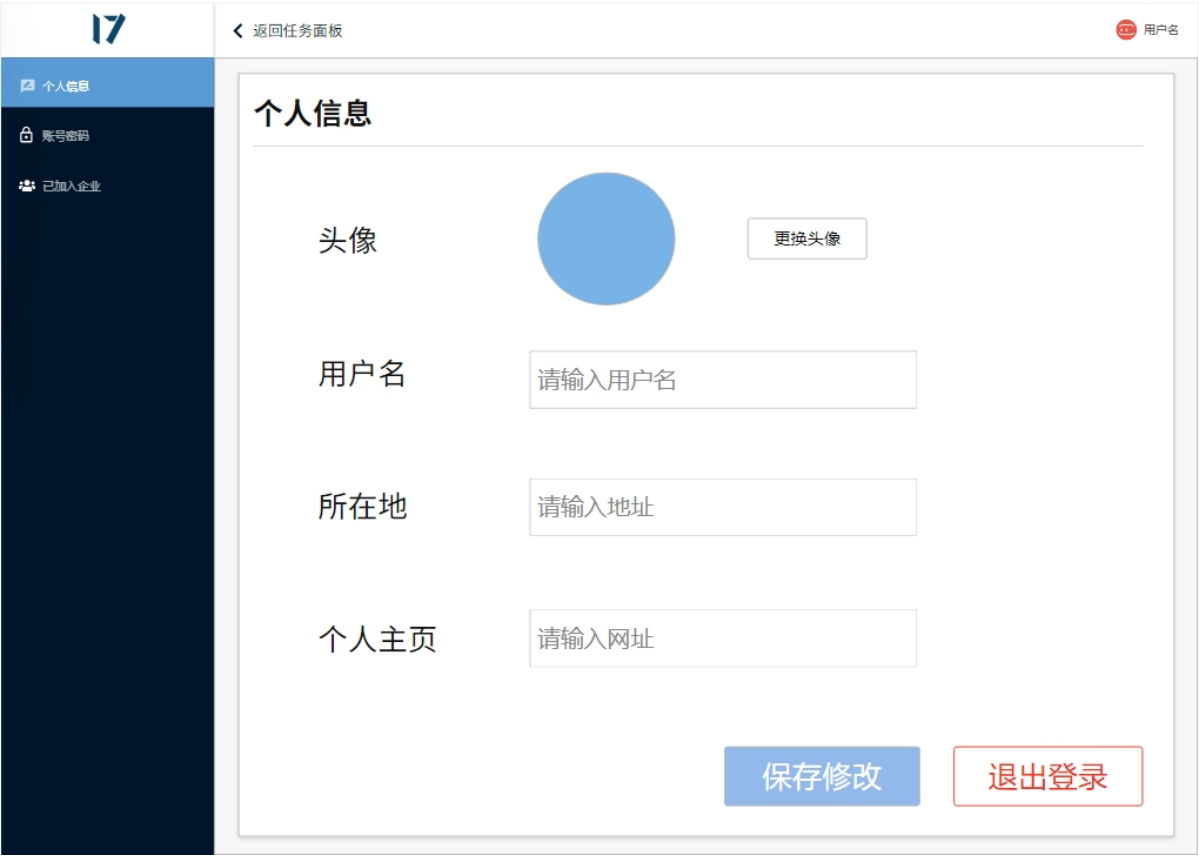 17
返回任务面板
用户名
个人信息
账号密码
已加入企业
个人信息
头像
更换头像
用户名
请输入用户名
所在地
请输入地址
个人主页
请输入网址
保存修改
退出登录